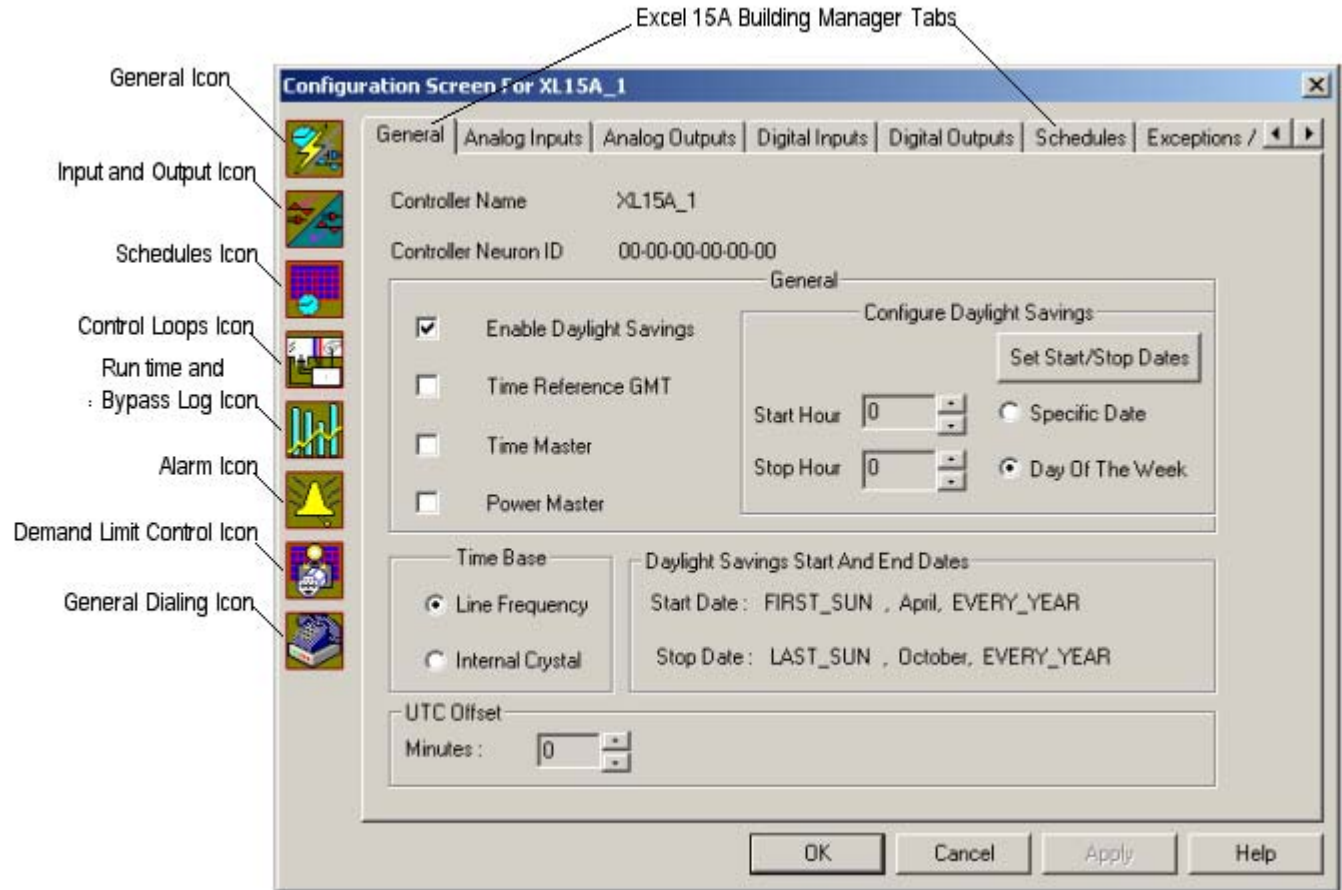 Excel 15A Building Manager Tabs
General Icon
Input and Output Icon
Schedules Icon
Control Loops Icon
Run time and
: Bypass Log Icon
Alarm Icon
Demand Limit Control Icon
General Dialing Icon
Configuration Screen For XL15A_1
General
Analog Inputs
Analog Outputs
Digital Inputs
Digital Outputs
Schedules
Exceptions /
Controller Name XL15A_1
Controller Neuron ID 00-00-00-00-00-00
General
Enable Daylight Savings
Time Reference GMT
Time Master
Power Master
Configure Daylight Savings
Set Start/Stop Dates
Start Hour 0
Specific Date
Stop Hour 0
Day Of The Week
Time Base
Line Frequency
Internal Crystal
Daylight Savings Start And End Dates
Start Date : FIRST_SUN , April, EVERY_YEAR
Stop Date : LAST_SUN , October, EVERY_YEAR
UTC Offset
Minutes : 0
OK
Cancel
Apply
Help